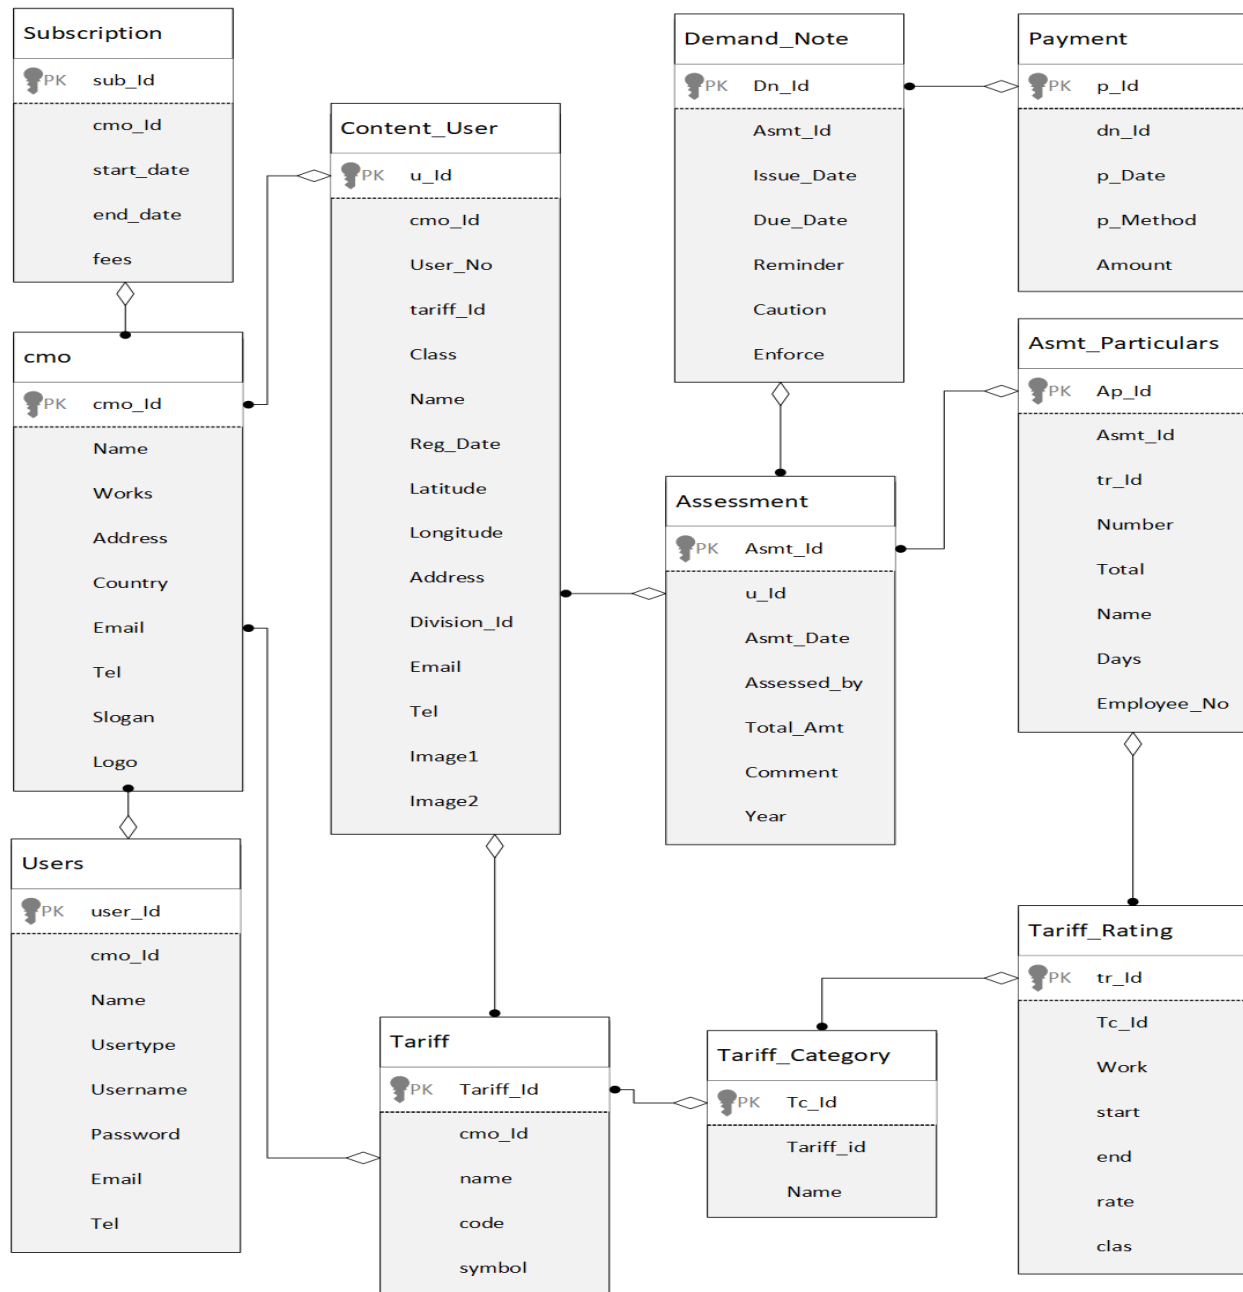 Subscription
PK sub_Id
cmo_Id
start_date
end_date
fees
cmo
PK cmo_Id
Name
Works
Address
Country
Email
Tel
Slogan
Logo
Users
PK user_Id
cmo_Id
Name
Usertype
Username
Password
Email
Tel
Content_User
PK u_Id
cmo_Id
User_No
tariff_Id
Class
Name
Reg_Date
Latitude
Longitude
Address
Division_Id
Email
Tel
Image1
Image2
Tariff
PK Tariff_Id
cmo_Id
name
code
symbol
Demand_Note
PK Dn_Id
Asmt_Id
Issue_Date
Due_Date
Reminder
Caution
Enforce
Assessment
PK Asmt_Id
u_Id
Asmt_Date
Assessed_by
Total_Amt
Comment
Year
Tariff_Category
PK Tc_Id
Tariff_id
Name
Payment
PK p_Id
dn_Id
p_Date
p_Method
Amount
Asmt_Particulars
PK Ap_Id
Asmt_Id
tr_Id
Number
Total
Name
Days
Employee_No
Tariff_Rating
PK tr_Id
Tc_Id
Work
start
end
rate
clas